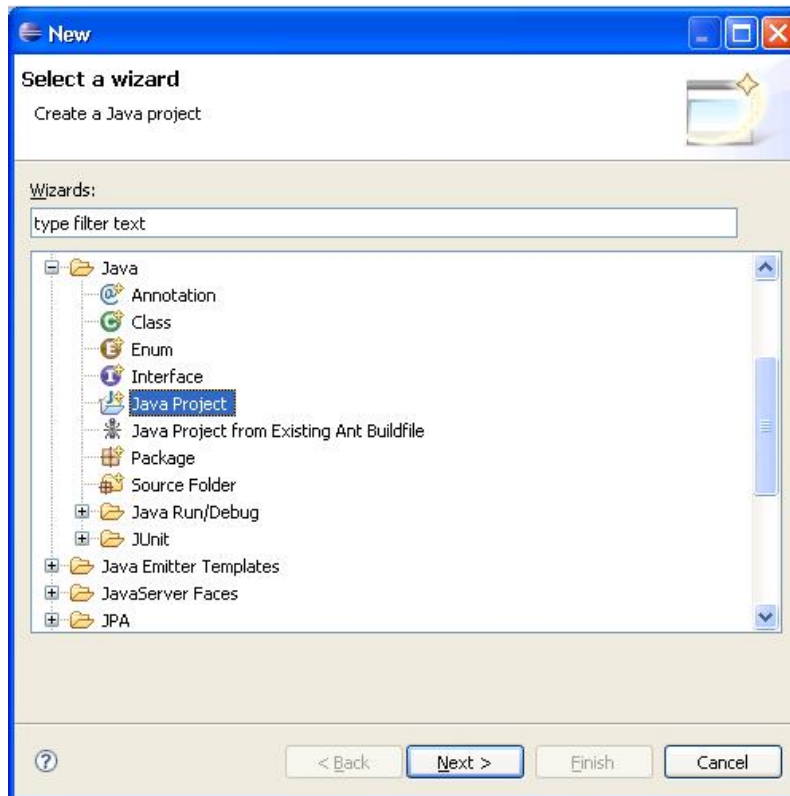 New
Select a wizard
Create a Java project
Wizards:
type filter text
Java
Annotation
Class
Enum
Interface
Java Project
Java Project from Existing Ant Buildfile
Package
Source Folder
Java Run/Debug
JUnit
Java Emitter Templates
JavaServer Faces
JPA
? < Back Next > Finish Cancel